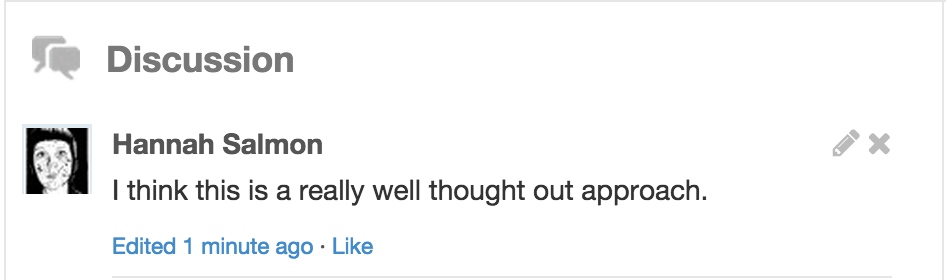 Discussion
Hannah Salmon
I think this is a really well thought out approach.
Edited 1 minute ago · Like